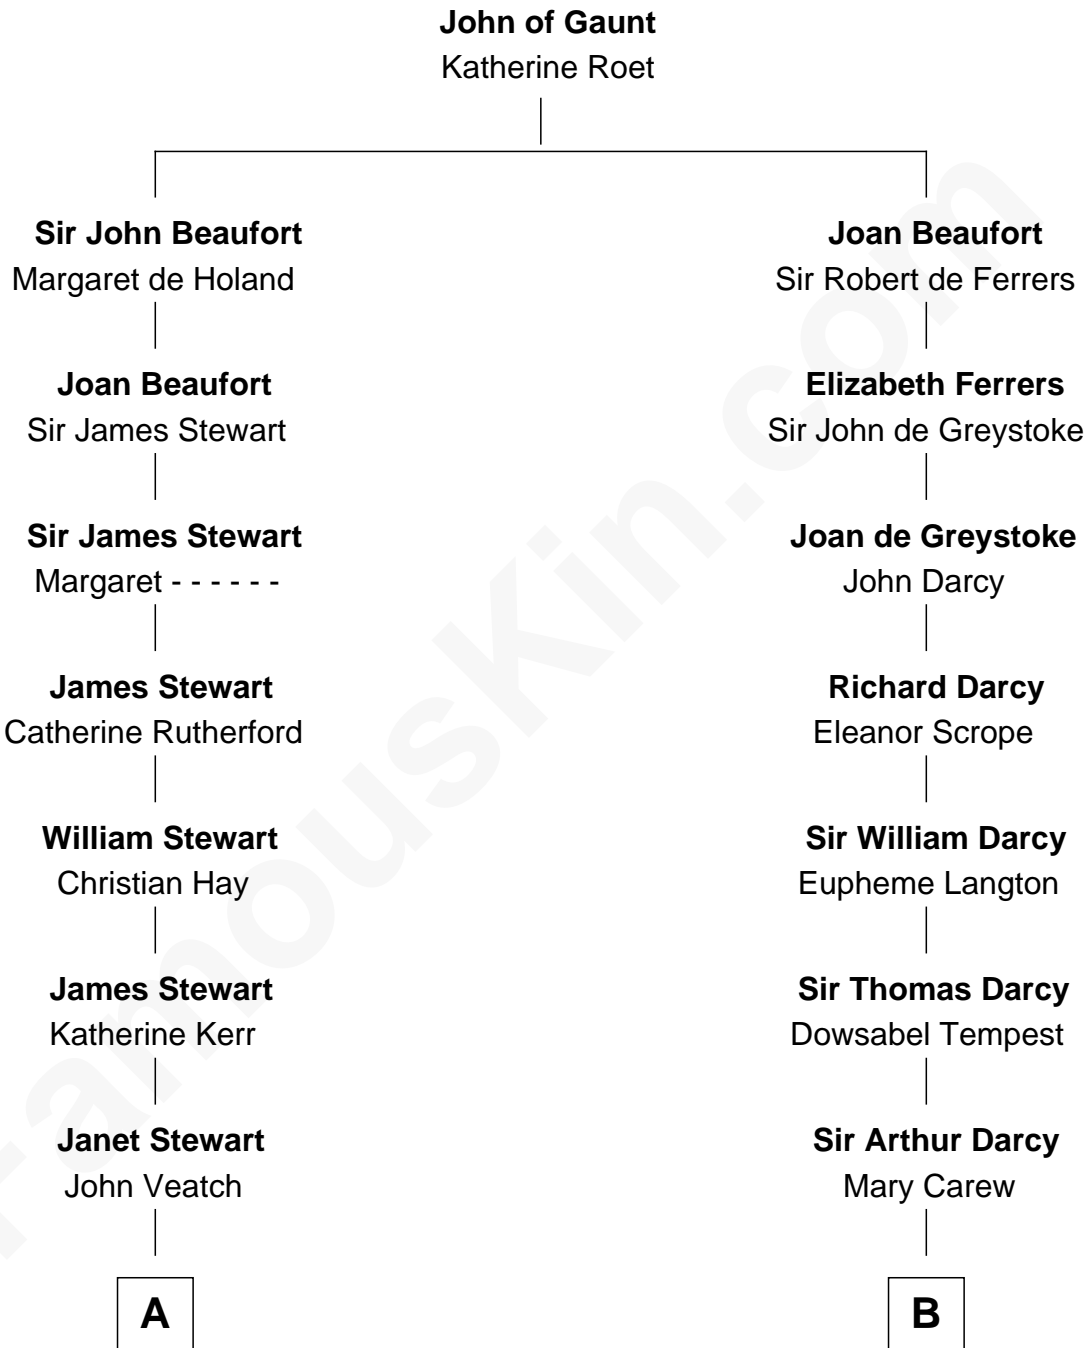 John of Gaunt
Katherine Roet
Sir John Beaufort
Margaret de Holand
Joan Beaufort
Sir Robert de Ferrers
Joan Beaufort
Sir James Stewart
Elizabeth Ferrers
Sir John de Greystoke
Sir James Stewart
Margaret - - - - - -
Joan de Greystoke
John Darcy
James Stewart
Catherine Rutherford
Richard Darcy
Eleanor Scrope
William Stewart
Christian Hay
Sir William Darcy
Eupheme Langton
James Stewart
Katherine Kerr
Sir Thomas Darcy
Dowsabel Tempest
Janet Stewart
John Veatch
Sir Arthur Darcy
Mary Carew
A
B
FamousKin.com